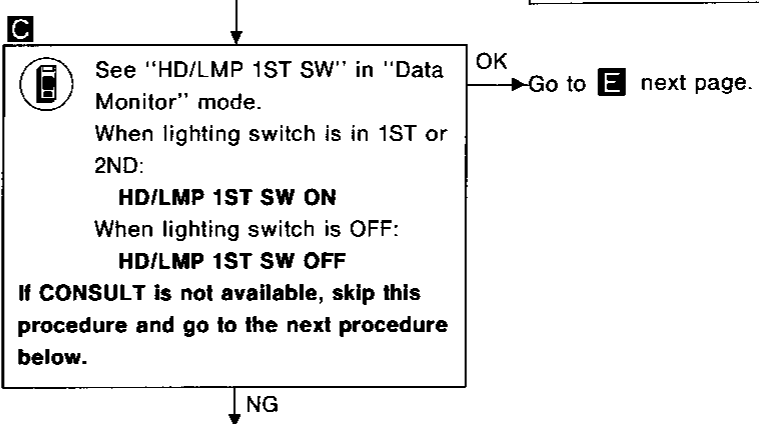 C
See "HD/LMP 1ST SW" in "Data
Monitor" mode.
When lighting switch is in 1ST or
2ND:
HD/LMP 1ST SW ON
When lighting switch is OFF:
HD/LMP 1ST SW OFF
If CONSULT is not available, skip this
procedure and go to the next procedure
below.
OK
Go to E next page.
NG